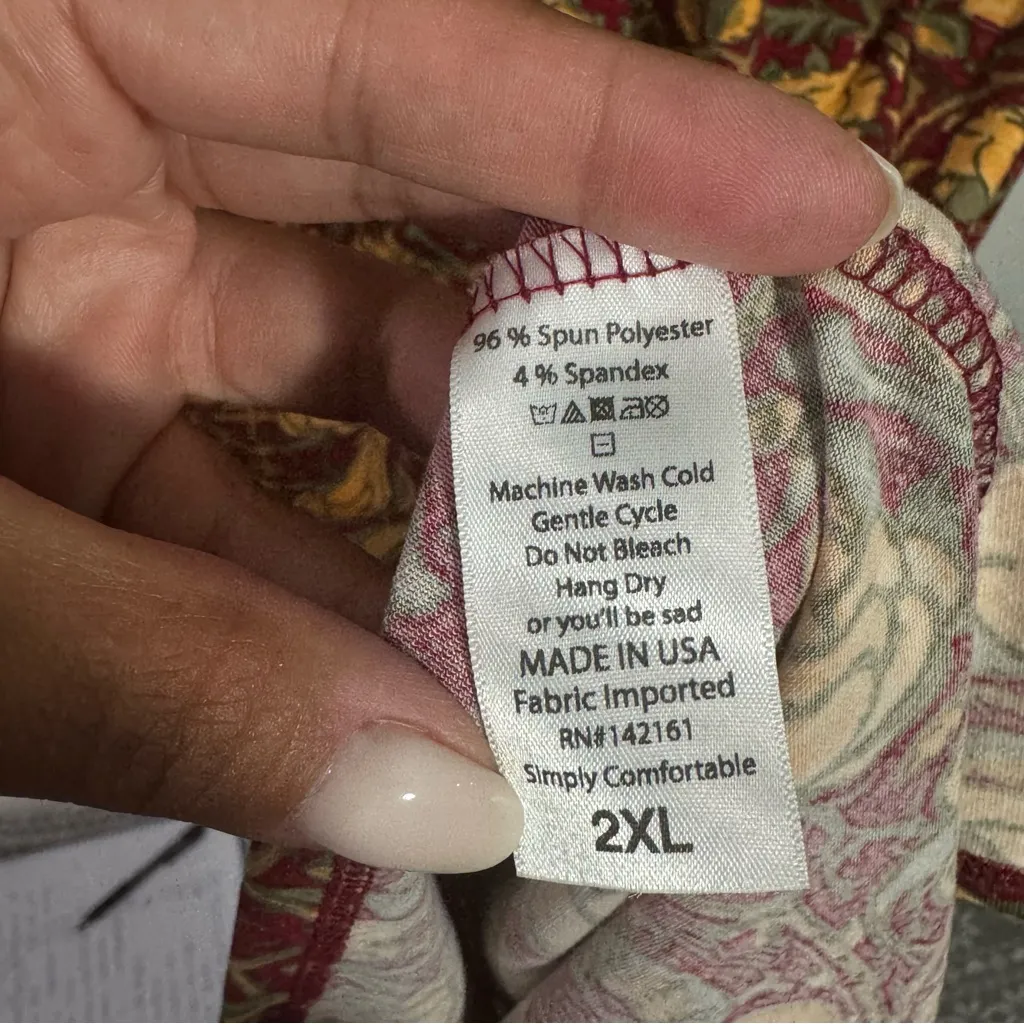 96 % Spun Polyester
4 % Spandex
Machine Wash Cold
Gentle Cycle
Do Not Bleach
Hang Dry
or you'll be sad
MADE IN USA
Fabric Imported
RN#142161
Simply Comfortable
2XL